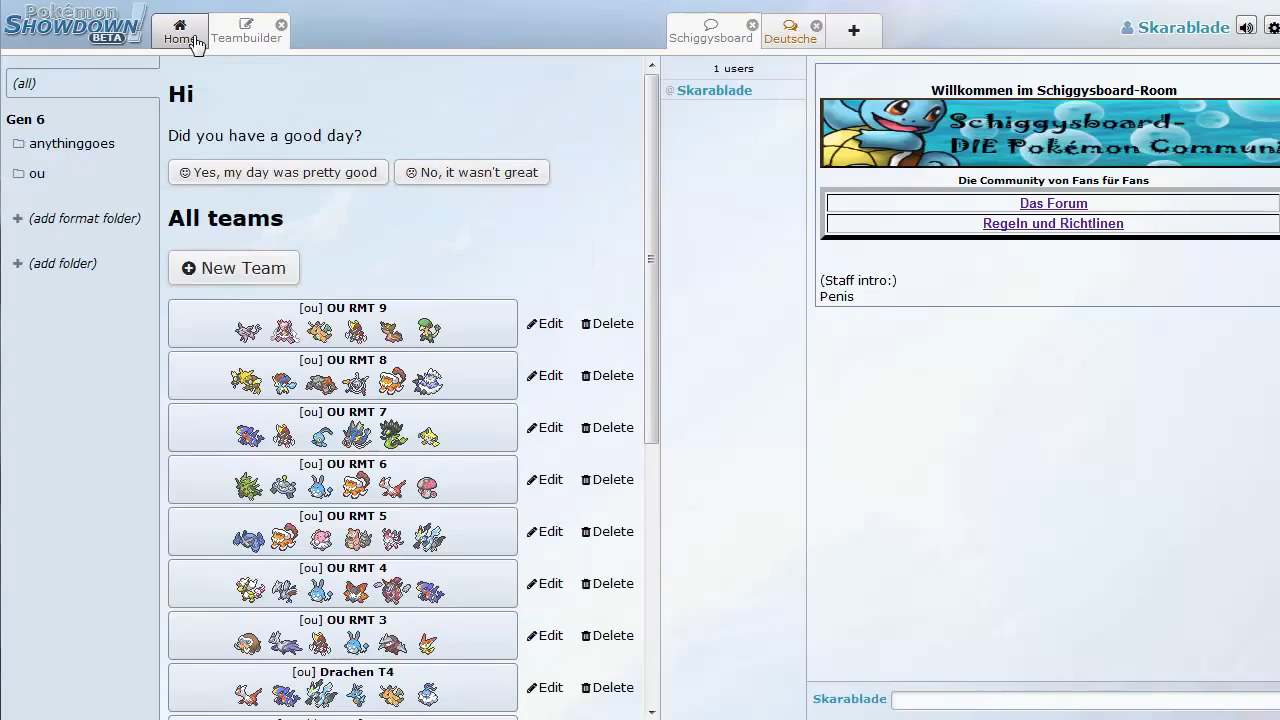 Pokémon
SHOWDOWN!
BETA
Home
Teambuilder
Schiggysboard
Deutsche
Skarablade
(all)
Gen 6
anythinggoes
ou
(add format folder)
(add folder)
Hi
Did you have a good day?
Yes, my day was pretty good
No, it wasn't great
All teams
New Team
[ou] OU RMT 9
Edit Delete
[ou] OU RMT 8
Edit Delete
[ou] OU RMT 7
Edit Delete
[ou] OU RMT 6
Edit Delete
[ou] OU RMT 5
Edit Delete
[ou] OU RMT 4
Edit Delete
[ou] OU RMT 3
Edit Delete
[ou] Drachen T4
Edit Delete
1 users
@Skarablade
Willkommen im Schiggysboard-Room
Schiggysboard-
DIE Pokémon Communi
Die Community von Fans für Fans
Das Forum
Regeln und Richtlinien
(Staff intro:)
Penis
Skarablade